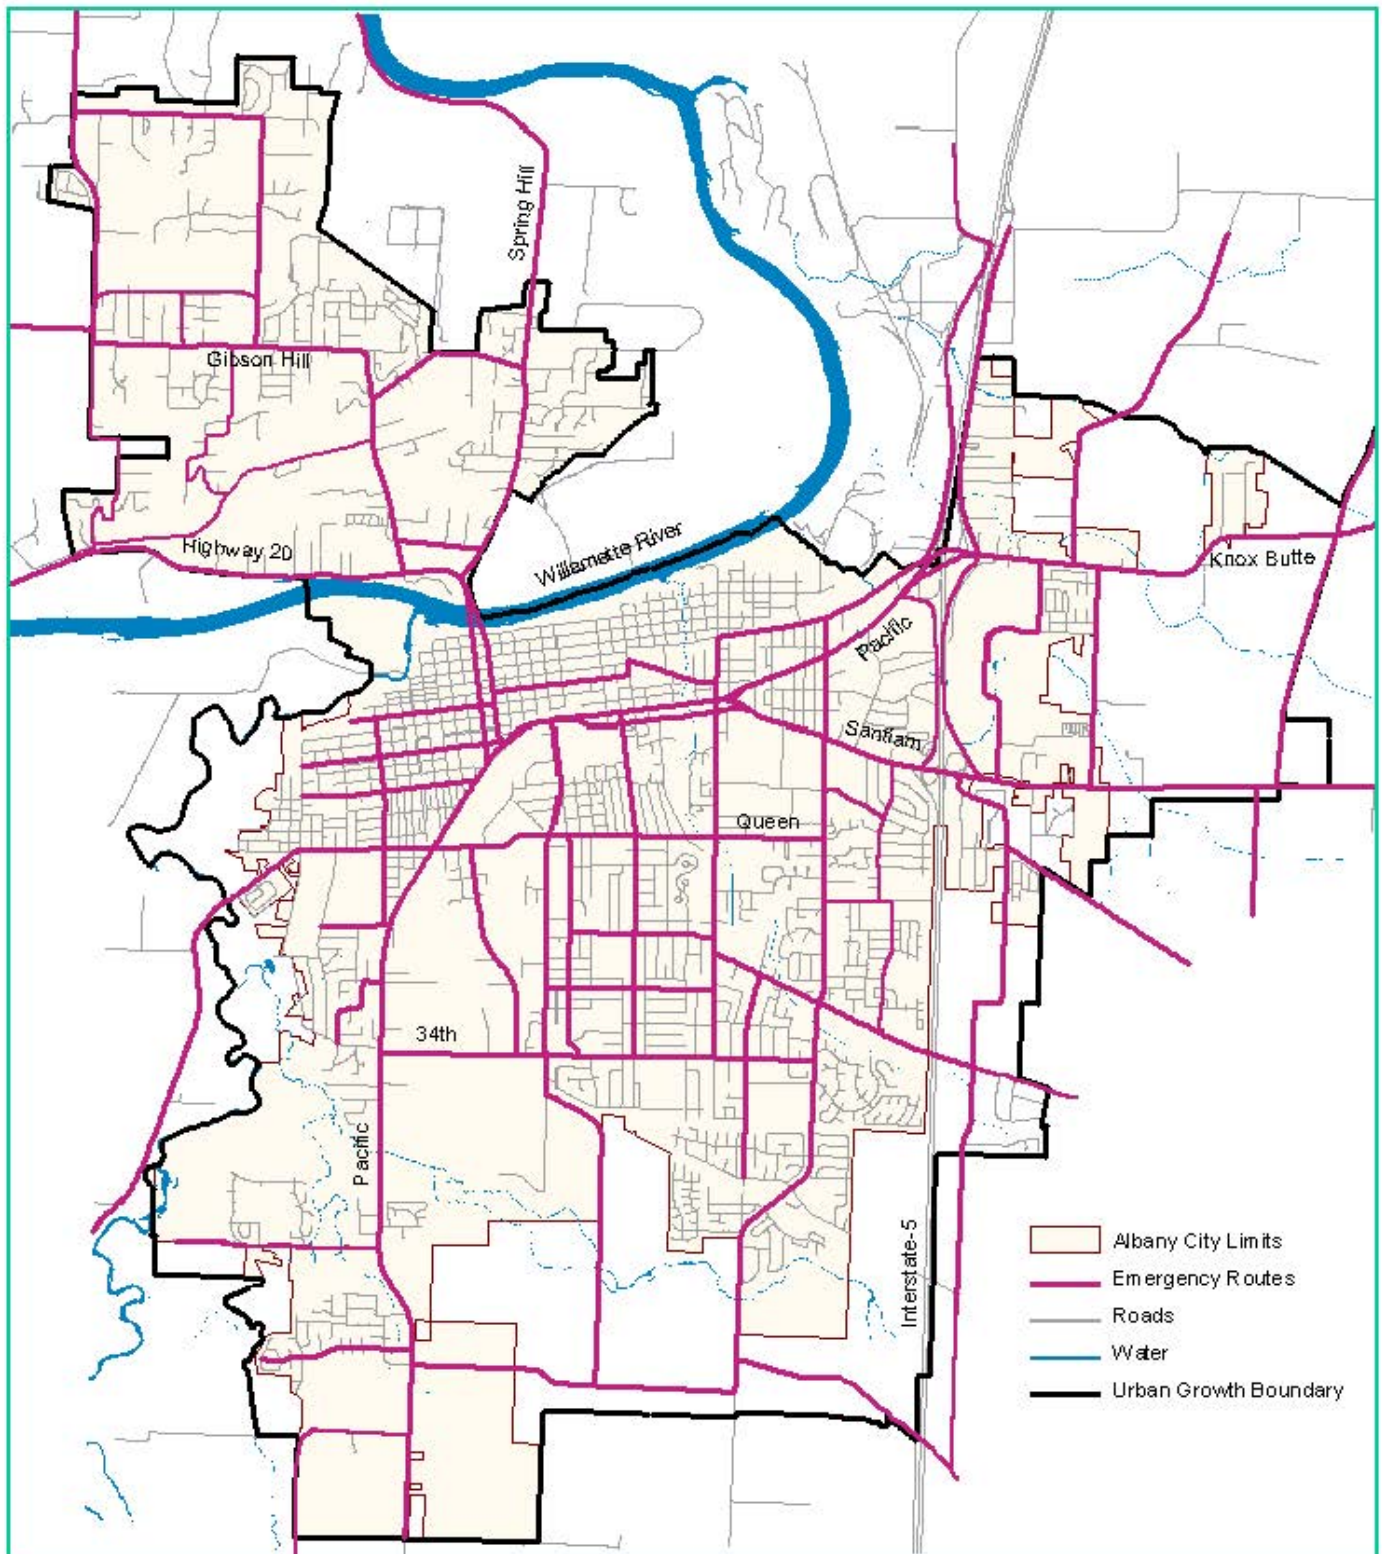 Spring Hill
Gibson Hill
Highway 20
Willamette River
Knox Butte
Pacific
Santiam
Queen
34th
Pacific
Interstate-5
Albany City Limits
Emergency Routes
Roads
Water
Urban Growth Boundary